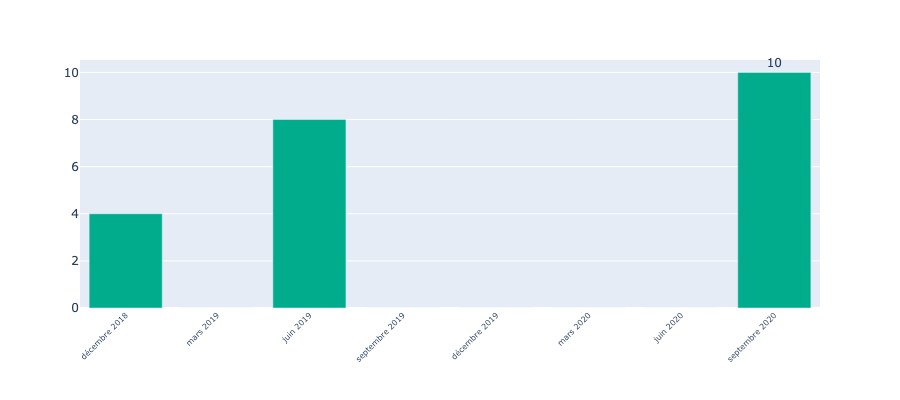 10
10
8
6
4
2
0
décembre 2018
mars 2019
juin 2019
septembre 2019
décembre 2019
mars 2020
juin 2020
septembre 2020